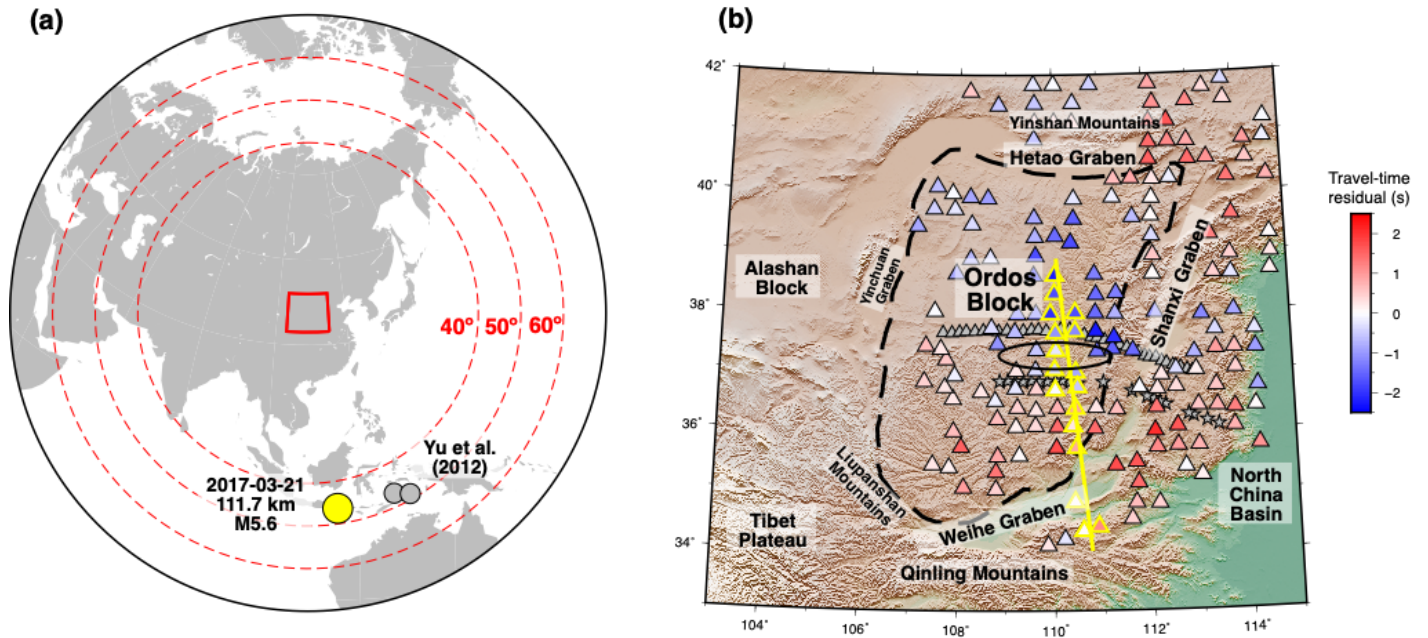 (a)
40° 50° 60°
Yu et al.
(2012)
2017-03-21
111.7 km
M5.6
(b)
42°
40°
38°
36°
34°
104°
106°
108°
110°
112°
114°
Yinshan Mountains
Hetao Graben
Alashan
Block
Yinchuan
Graben
Ordos
Block
Shanxi Graben
Liupanshan
Mountains
Tibet
Plateau
Weihe Graben
Qinling Mountains
North
China
Basin
Travel-time
residual (s)
2
1
0
−1
−2